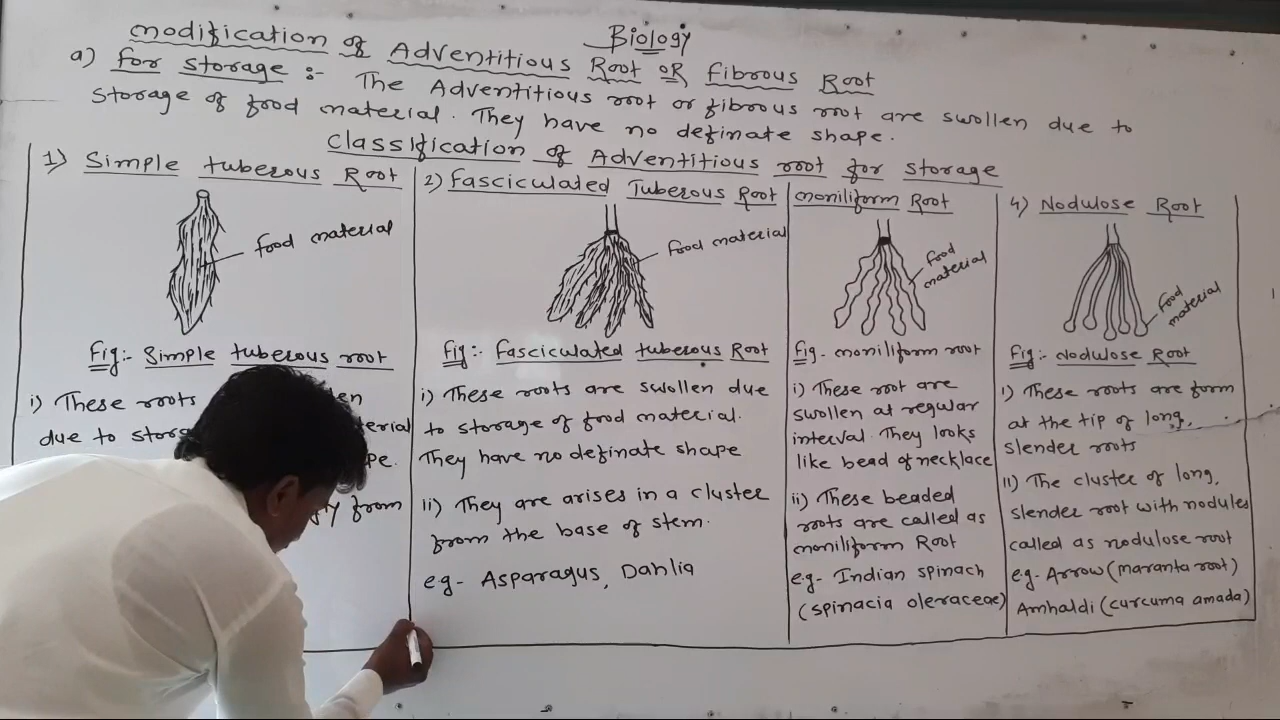 Biology
modification of Adventitious Root OR fibrous Root
a) for storage :- The Adventitious root or fibrous root are swollen due to
storage of food material. They have no definate shape.
Classification of Adventitious root for storage
1) Simple tuberous Root
food material
Fig:- Simple tuberous root
i) These roots
due to
from
2) Fasciculated Tuberous Root
food material
Fig:- Fasciculated tuberous Root
i) These roots are swollen due
to storage of food material.
They have no definate shape
ii) They are arises in a cluster
from the base of stem.
eg- Asparagus, Dahlia
moniliform Root
food
material
Fig- moniliform root
i) These root are
swollen at regular
interval. They looks
like bead of necklace
ii) These beaded
roots are called as
moniliform Root
eg- Indian spinach
(spinacia oleraceae)
4) Nodulose Root
food
material
Fig:- Nodulose Root
i) These roots are form
at the tip of long,
slender roots
ii) The cluster of long,
slender root with nodules
called as nodulose root
eg- Arrow (maranta root)
Amhaldi (curcuma amada)